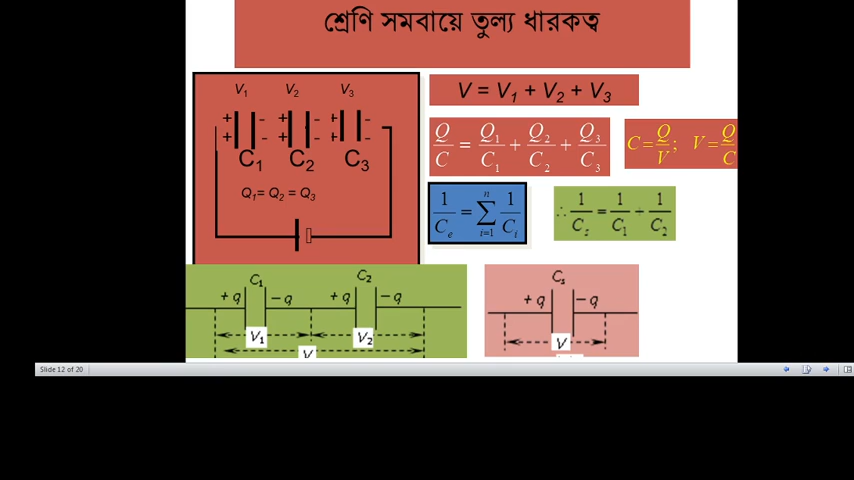 শ্রেণি সমবায়ে তুল্য ধারকত্ব
V1 V2 V3
+ - + - + -
+ - + - + -
C1 C2 C3
Q1= Q2 = Q3
V = V1 + V2 + V3
Q/C = Q1/C1 + Q2/C2 + Q3/C3
C=Q/V; V=Q/C
1/Ce = ∑ i=1 n 1/Ci
∴ 1/Cs = 1/C1 + 1/C2
C1 C2
+q -q +q -q
V1 V2
V
Cs
+q -q
V
Slide 12 of 20